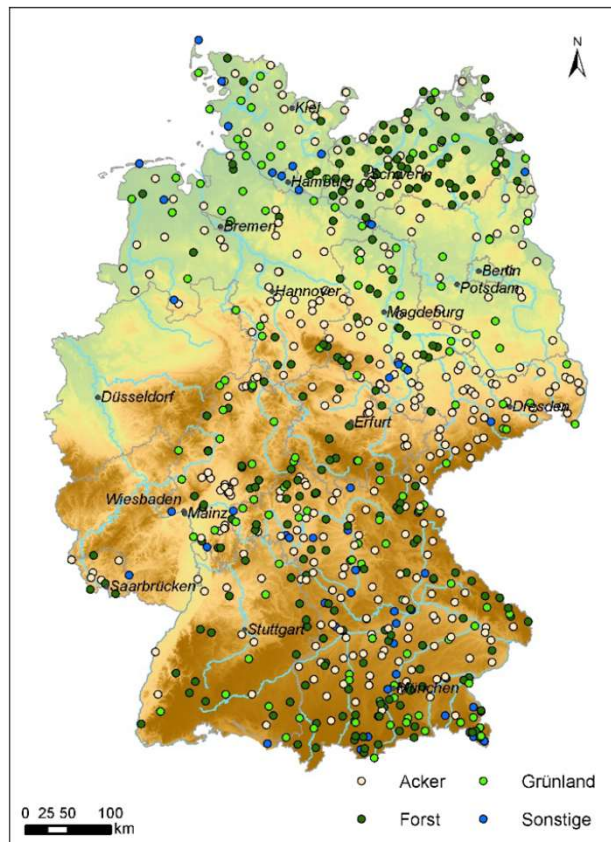 N
Kiel
Schwerin
Hamburg
Bremen
Berlin
Potsdam
Hannover
Magdeburg
Düsseldorf
Dresden
Erfurt
Wiesbaden
Mainz
Saarbrücken
Stuttgart
München
Acker
Grünland
Forst
Sonstige
0 25 50 100
km